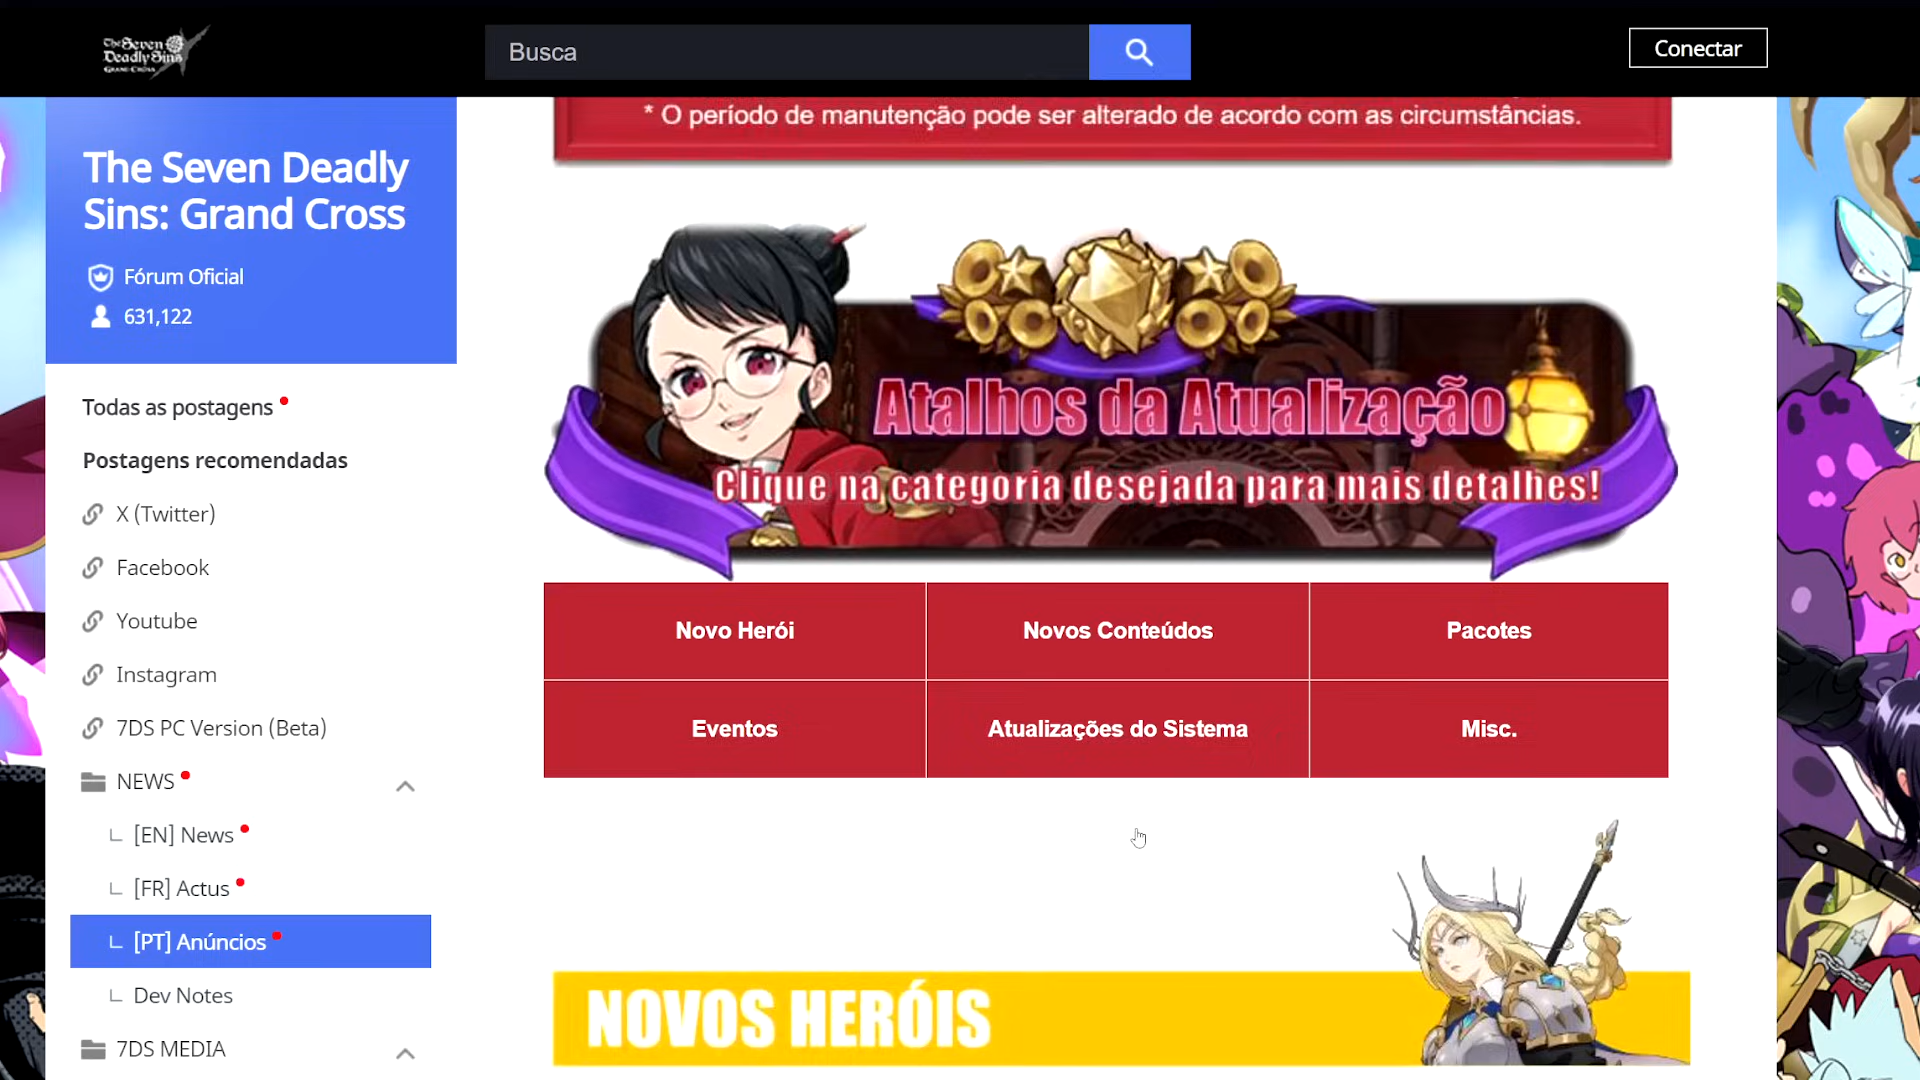 The Seven
Deadly Sins
GRAND CROSS
Busca
Conectar
The Seven Deadly
Sins: Grand Cross
Fórum Oficial
631,122
Todas as postagens
Postagens recomendadas
X (Twitter)
Facebook
Youtube
Instagram
7DS PC Version (Beta)
NEWS
[EN] News
[FR] Actus
[PT] Anúncios
Dev Notes
7DS MEDIA
* O período de manutenção pode ser alterado de acordo com as circumstâncias.
Atalhos da Atualização
Clique na categoria desejada para mais detalhes!
Novo Herói
Novos Conteúdos
Pacotes
Eventos
Atualizações do Sistema
Misc.
NOVOS HERÓIS